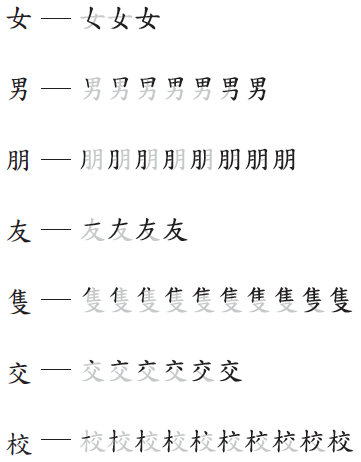 女 — 女女女
男 — 男男男男男男男
朋 — 朋朋朋朋朋朋朋朋
友 — 友友友友
隻 — 隻隻隻隻隻隻隻隻隻隻
交 — 交交交交交交
校 — 校校校校校校校校校校